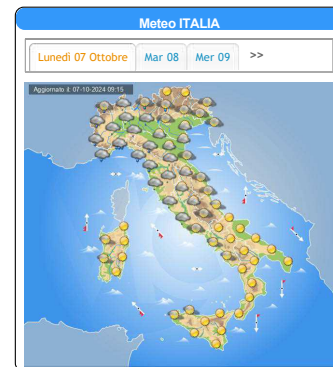 Meteo ITALIA
Lunedì 07 Ottobre Mar 08 Mer 09 >>
Aggiornato il: 07-10-2024 09:15